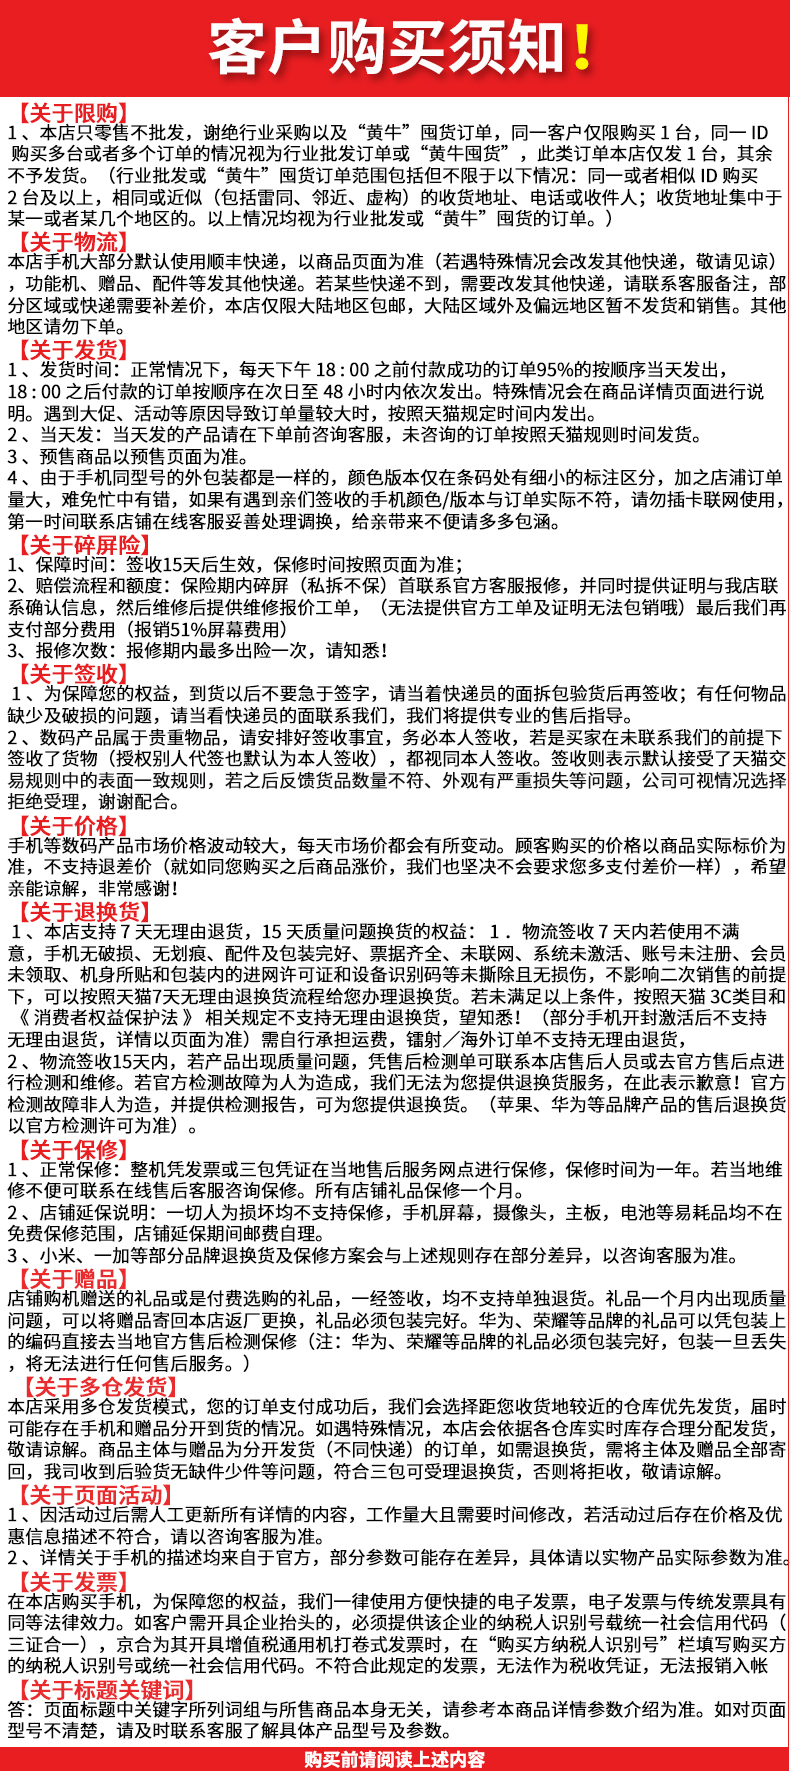 客户购买须知！
【关于限购】
1 、本店只零售不批发，谢绝行业采购以及“黄牛”囤货订单，同一客户仅限购买 1 台，同一 ID
购买多台或者多个订单的情况视为行业批发订单或“黄牛囤货”，此类订单本店仅发 1 台，其余
不予发货。（行业批发或“黄牛”囤货订单范围包括但不限于以下情况：同一或者相似 ID 购买
2 台及以上，相同或近似（包括雷同、邻近、虚构）的收货地址、电话或收件人；收货地址集中于
某一或者某几个地区的。以上情况均视为行业批发或“黄牛”囤货的订单。）
【关于物流】
本店手机大部分默认使用顺丰快递，以商品页面为准（若遇特殊情况会改发其他快递，敬请见谅）
，功能机、赠品、配件等发其他快递。若某些快递不到，需要改发其他快递，请联系客服备注，部
分区域或快递需要补差价，本店仅限大陆地区包邮，大陆区域外及偏远地区暂不发货和销售。其他
地区请勿下单。
【关于发货】
1 、发货时间：正常情况下，每天下午 18 : 00 之前付款成功的订单95%的按顺序当天发出，
18 : 00 之后付款的订单按顺序在次日至 48 小时内依次发出。特殊情况会在商品详情页面进行说
明。遇到大促、活动等原因导致订单量较大时，按照天猫规定时间内发出。
2 、当天发：当天发的产品请在下单前咨询客服，未咨询的订单按照天猫规则时间发货。
3 、预售商品以预售页面为准。
4 、由于手机同型号的外包装都是一样的，颜色版本仅在条码处有细小的标注区分，加之店浦订单
量大，难免忙中有错，如果有遇到亲们签收的手机颜色/版本与订单实际不符，请勿插卡联网使用，
第一时间联系店铺在线客服妥善处理调换，给亲带来不便请多多包涵。
【关于碎屏险】
1、保障时间：签收15天后生效，保修时间按照页面为准；
2、赔偿流程和额度：保险期内碎屏（私拆不保）首联系官方客服报修，并同时提供证明与我店联
系确认信息，然后维修后提供维修报价工单，（无法提供官方工单及证明无法包销哦）最后我们再
支付部分费用（报销51%屏幕费用）
3、报修次数：报修期内最多出险一次，请知悉！
【关于签收】
1 、为保障您的权益，到货以后不要急于签字，请当着快递员的面拆包验货后再签收；有任何物品
缺少及破损的问题，请当看快递员的面联系我们，我们将提供专业的售后指导。
2 、数码产品属于贵重物品，请安排好签收事宜，务必本人签收，若是买家在未联系我们的前提下
签收了货物（授权别人代签也默认为本人签收），都视同本人签收。签收则表示默认接受了天猫交
易规则中的表面一致规则，若之后反馈货品数量不符、外观有严重损失等问题，公司可视情况选择
拒绝受理，谢谢配合。
【关于价格】
手机等数码产品市场价格波动较大，每天市场价都会有所变动。顾客购买的价格以商品实际标价为
准，不支持退差价（就如同您购买之后商品涨价，我们也坚决不会要求您多支付差价一样），希望
亲能谅解，非常感谢！
【关于退换货】
1 、本店支持 7 天无理由退货，15 天质量问题换货的权益： 1 ．物流签收 7 天内若使用不满
意，手机无破损、无划痕、配件及包装完好、票据齐全、未联网、系统未激活、账号未注册、会员
未领取、机身所贴和包装内的进网许可证和设备识别码等未撕除且无损伤，不影响二次销售的前提
下，可以按照天猫7天无理由退换货流程给您办理退换货。若未满足以上条件，按照天猫 3C类目和
《 消费者权益保护法 》 相关规定不支持无理由退换货，望知悉！（部分手机开封激活后不支持
无理由退货，详情以页面为准）需自行承担运费，镭射／海外订单不支持无理由退货，
2 、物流签收15天内，若产品出现质量问题，凭售后检测单可联系本店售后人员或去官方售后点进
行检测和维修。若官方检测故障为人为造成，我们无法为您提供退换货服务，在此表示歉意！官方
检测故障非人为造，并提供检测报告，可为您提供退换货。（苹果、华为等品牌产品的售后退换货
以官方检测许可为准）。
【关于保修】
1 、正常保修：整机凭发票或三包凭证在当地售后服务网点进行保修，保修时间为一年。若当地维
修不便可联系在线售后客服咨询保修。所有店铺礼品保修一个月。
2 、店铺延保说明：一切人为损坏均不支持保修，手机屏幕，摄像头，主板，电池等易耗品均不在
免费保修范围，店铺延保期间邮费自理。
3 、小米、一加等部分品牌退换货及保修方案会与上述规则存在部分差异，以咨询客服为准。
【关于赠品】
店铺购机赠送的礼品或是付费选购的礼品，一经签收，均不支持单独退货。礼品一个月内出现质量
问题，可以将赠品寄回本店返厂更换，礼品必须包装完好。华为、荣耀等品牌的礼品可以凭包装上
的编码直接去当地官方售后检测保修（注：华为、荣耀等品牌的礼品必须包装完好，包装一旦丢失
，将无法进行任何售后服务。）
【关于多仓发货】
本店采用多仓发货模式，您的订单支付成功后，我们会选择距您收货地较近的仓库优先发货，届时
可能存在手机和赠品分开到货的情况。如遇特殊情况，本店会依据各仓库实时库存合理分配发货，
敬请谅解。商品主体与赠品为分开发货（不同快递）的订单，如需退换货，需将主体及赠品全部寄
回，我司收到后验货无缺件少件等问题，符合三包可受理退换货，否则将拒收，敬请谅解。
【关于页面活动】
1 、因活动过后需人工更新所有详情的内容，工作量大且需要时间修改，若活动过后存在价格及优
惠信息描述不符合，请以咨询客服为准。
2 、详情关于手机的描述均来自于官方，部分参数可能存在差异，具体请以实物产品实际参数为准。
【关于发票】
在本店购买手机，为保障您的权益，我们一律使用方便快捷的电子发票，电子发票与传统发票具有
同等法律效力。如客户需开具企业抬头的，必须提供该企业的纳税人识别号载统一社会信用代码（
三证合一），京合为其开具增值税通用机打卷式发票时，在“购买方纳税人识别号”栏填写购买方
的纳税人识别号或统一社会信用代码。不符合此规定的发票，无法作为税收凭证，无法报销入帐
【关于标题关键词】
答：页面标题中关键字所列词组与所售商品本身无关，请参考本商品详情参数介绍为准。如对页面
型号不清楚，请及时联系客服了解具体产品型号及参数。
购买前请阅读上述内容